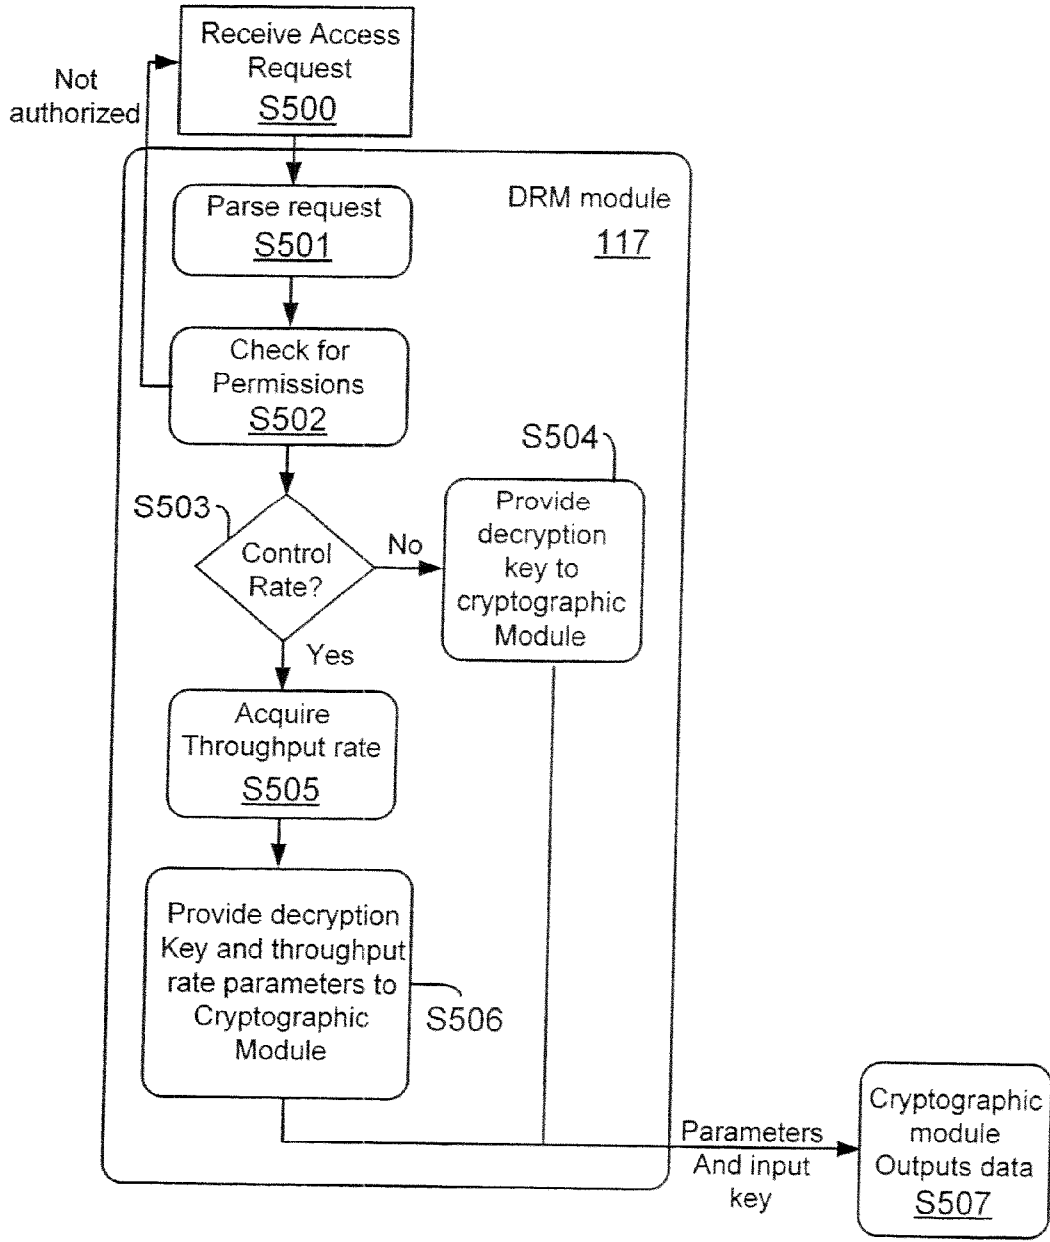 Receive Access
Request
S500
Not
authorized
DRM module
117
Parse request
S501
Check for
Permissions
S502
S503
Control
Rate?
No
Yes
S504
Provide
decryption
key to
cryptographic
Module
Acquire
Throughput rate
S505
Provide decryption
Key and throughput
rate parameters to
Cryptographic
Module
S506
Parameters
And input
key
Cryptographic
module
Outputs data
S507